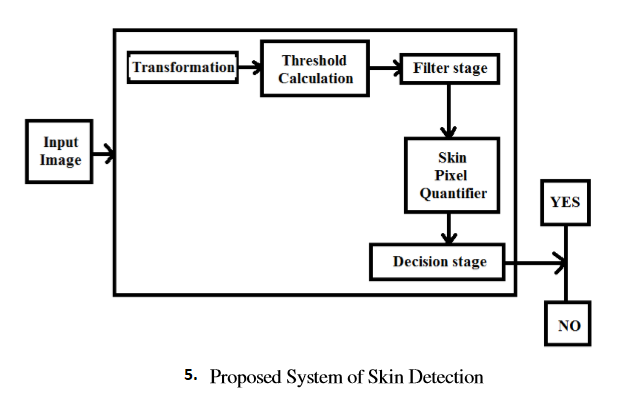 Input
Image
Transformation
Threshold
Calculation
Filter stage
Skin
Pixel
Quantifier
Decision stage
YES
NO
5. Proposed System of Skin Detection